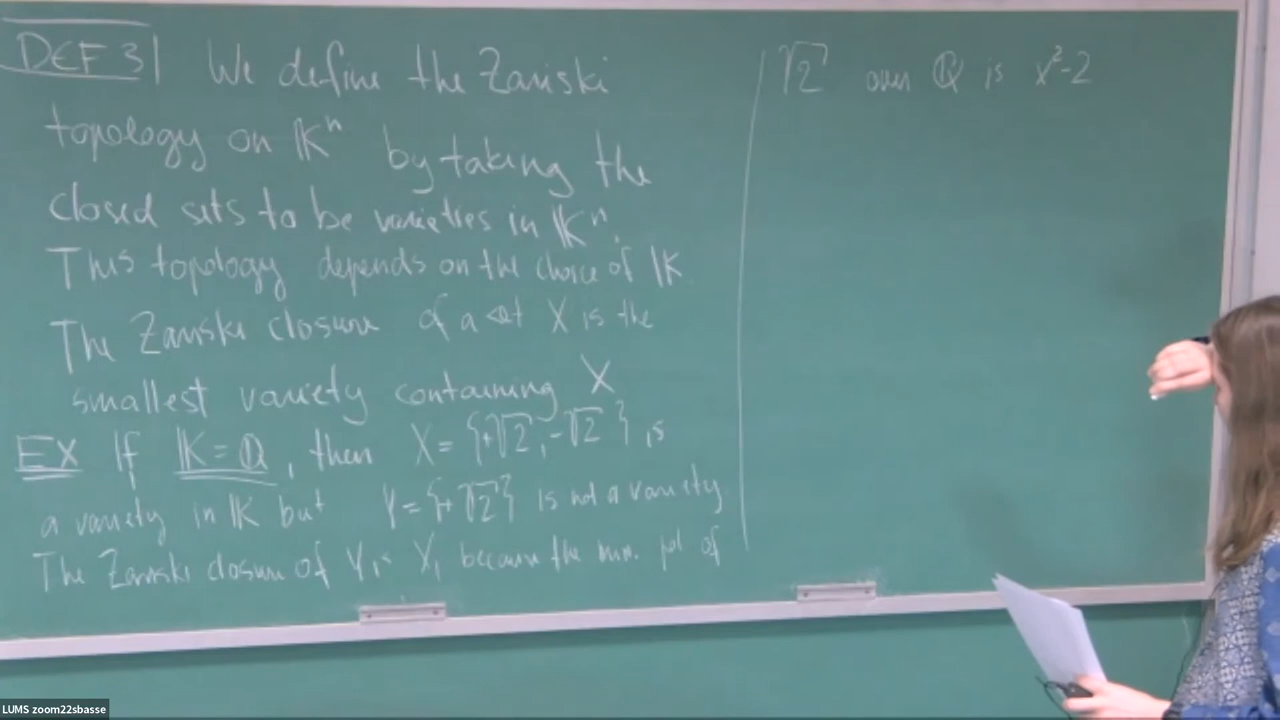 DEF 3 We define the Zariski
topology on 𝕂ⁿ by taking the
closed sets to be varieties in 𝕂ⁿ.
This topology depends on the choice of 𝕂
The Zariski closure of a set X is the
smallest variety containing X
EX If 𝕂 = ℚ, then X = {+√2, -√2} is
a variety in 𝕂 but Y = {+√2} is not a variety
The Zariski closure of Y is X, because the min. pol of
√2 over ℚ is x²-2
LUMS zoom22sbasse